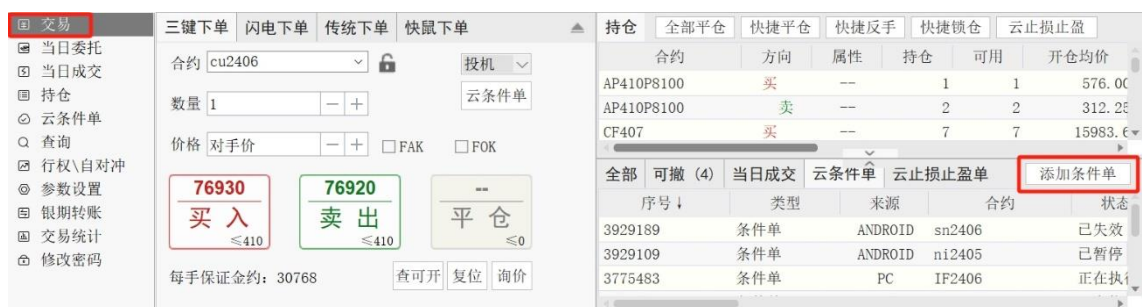 交易
当日委托
当日成交
持仓
云条件单
查询
行权\自对冲
参数设置
银期转账
交易统计
修改密码
三键下单 闪电下单 传统下单 快鼠下单
合约 cu2406 投机
云条件单
数量 1
价格 对手价 FAK FOK
76930 76920 --
买 入 卖 出 平 仓
≤410 ≤410 ≤0
每手保证金约: 30768 查可开 复位 询价
持仓 全部平仓 快捷平仓 快捷反手 快捷锁仓 云止损止盈
合约 方向 属性 持仓 可用 开仓均价
AP410P8100 买 -- 1 1 576.00
AP410P8100 卖 -- 2 2 312.25
CF407 买 -- 7 7 15983.6
全部 可撤 (4) 当日成交 云条件单 云止损止盈单 添加条件单
序号↓ 类型 来源 合约 状态
3929189 条件单 ANDROID sn2406 已失效
3929109 条件单 ANDROID ni2405 已暂停
3775483 条件单 PC IF2406 正在执行